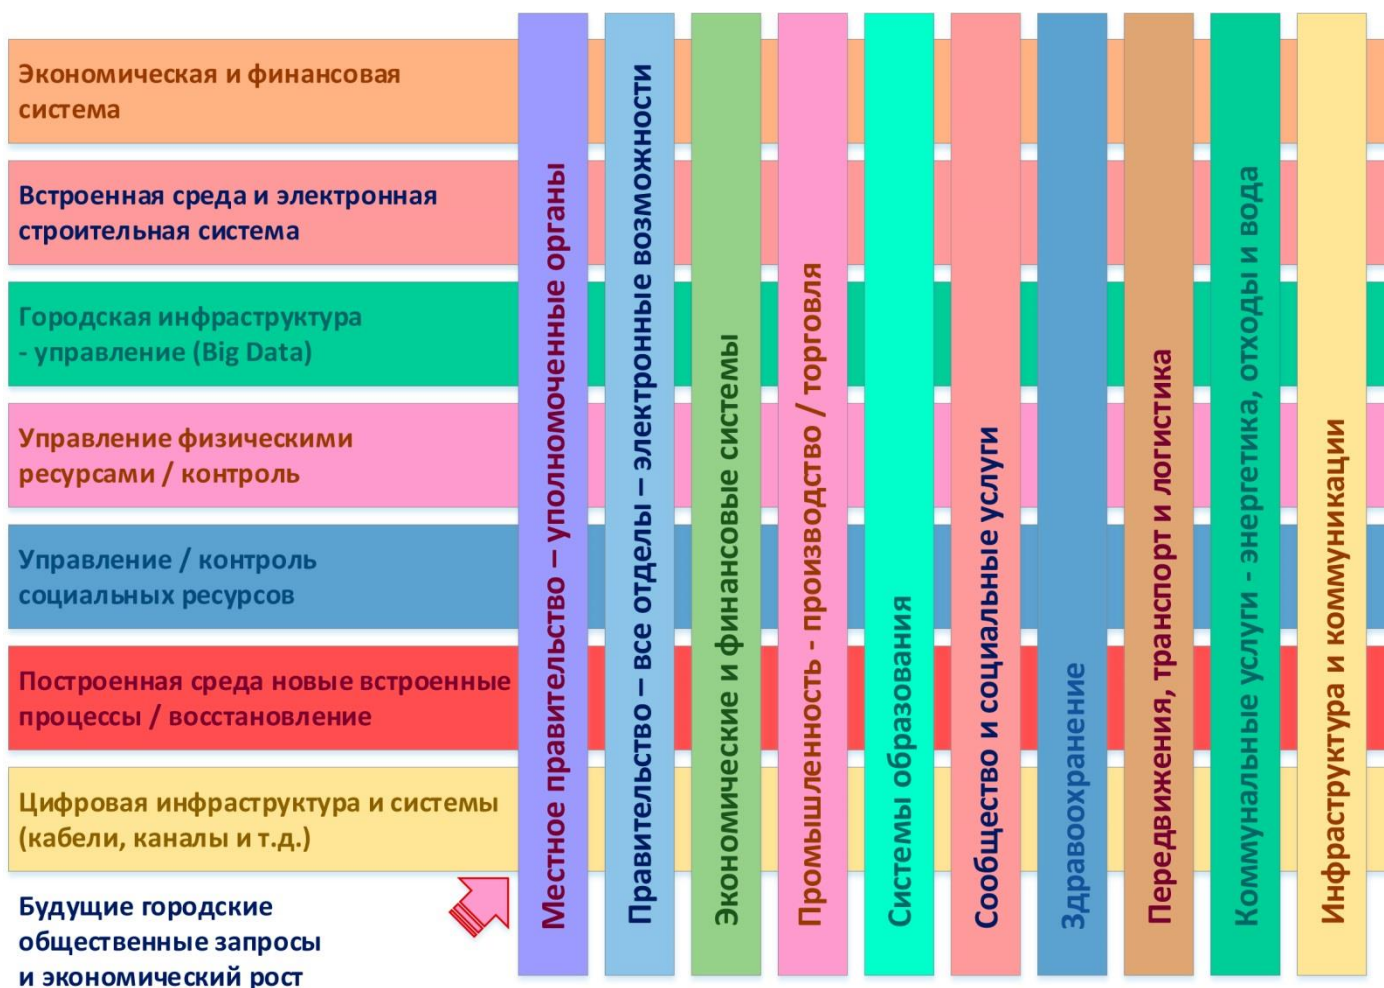 Экономическая и финансовая
система
Встроенная среда и электронная
строительная система
Городская инфраструктура
- управление (Big Data)
Управление физическими
ресурсами / контроль
Управление / контроль
социальных ресурсов
Построенная среда новые встроенные
процессы / восстановление
Цифровая инфраструктура и системы
(кабели, каналы и т.д.)
Будущие городские
общественные запросы
и экономический рост
Местное правительство – уполномоченные органы
Правительство – все отделы – электронные возможности
Экономические и финансовые системы
Промышленность - производство / торговля
Системы образования
Сообщество и социальные услуги
Здравоохранение
Передвижения, транспорт и логистика
Коммунальные услуги - энергетика, отходы и вода
Инфраструктура и коммуникации